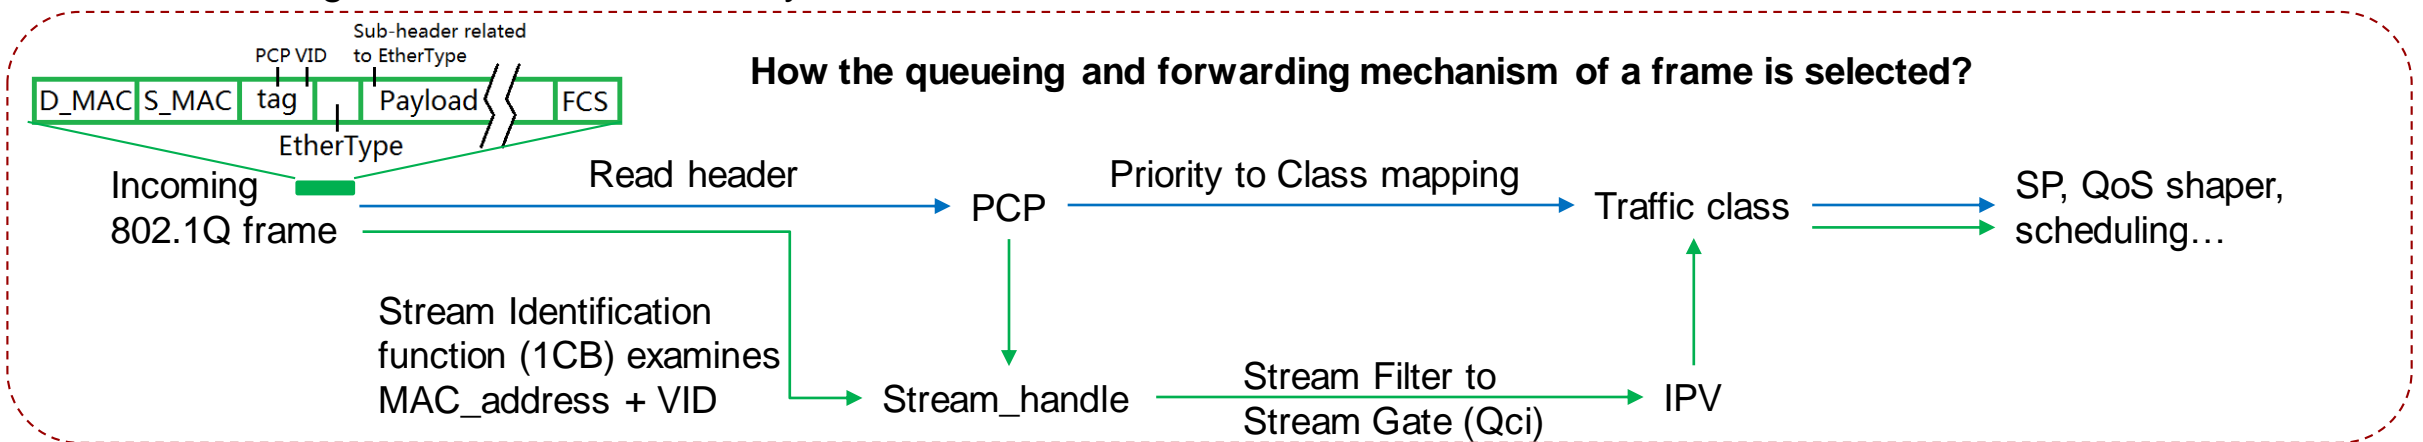 Sub-header related
PCP VID to EtherType
How the queueing and forwarding mechanism of a frame is selected?
D_MAC S_MAC tag Payload FCS
EtherType
Incoming
802.1Q frame
Read header
PCP
Priority to Class mapping
Traffic class
SP, QoS shaper,
scheduling…
Stream Identification
function (1CB) examines
MAC_address + VID
Stream_handle
Stream Filter to
Stream Gate (Qci)
IPV